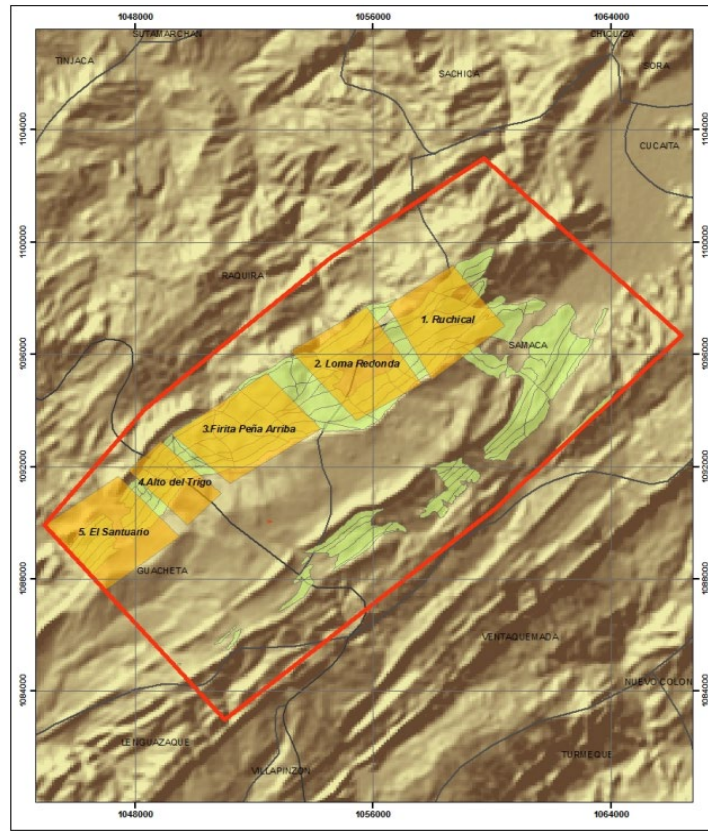 1048000 1056000 1064000
SUTAMARCHAN
CHIQUIZA
TINJACA
SORA
SACHICA
1104000 1104000
CUCAITA
1100000 1100000
RAQUIRA
1. Ruchical
SAMACA
1096000 1096000
2. Loma Redonda
3.Firita Peña Arriba
1092000 1092000
4.Alto del Trigo
5. El Santuario
GUACHETA
1088000 1088000
VENTAQUEMADA
NUEVO COLON
1084000 1084000
LENGUAZAQUE
TURMEQUE
VILLAPINZON
1048000 1056000 1064000